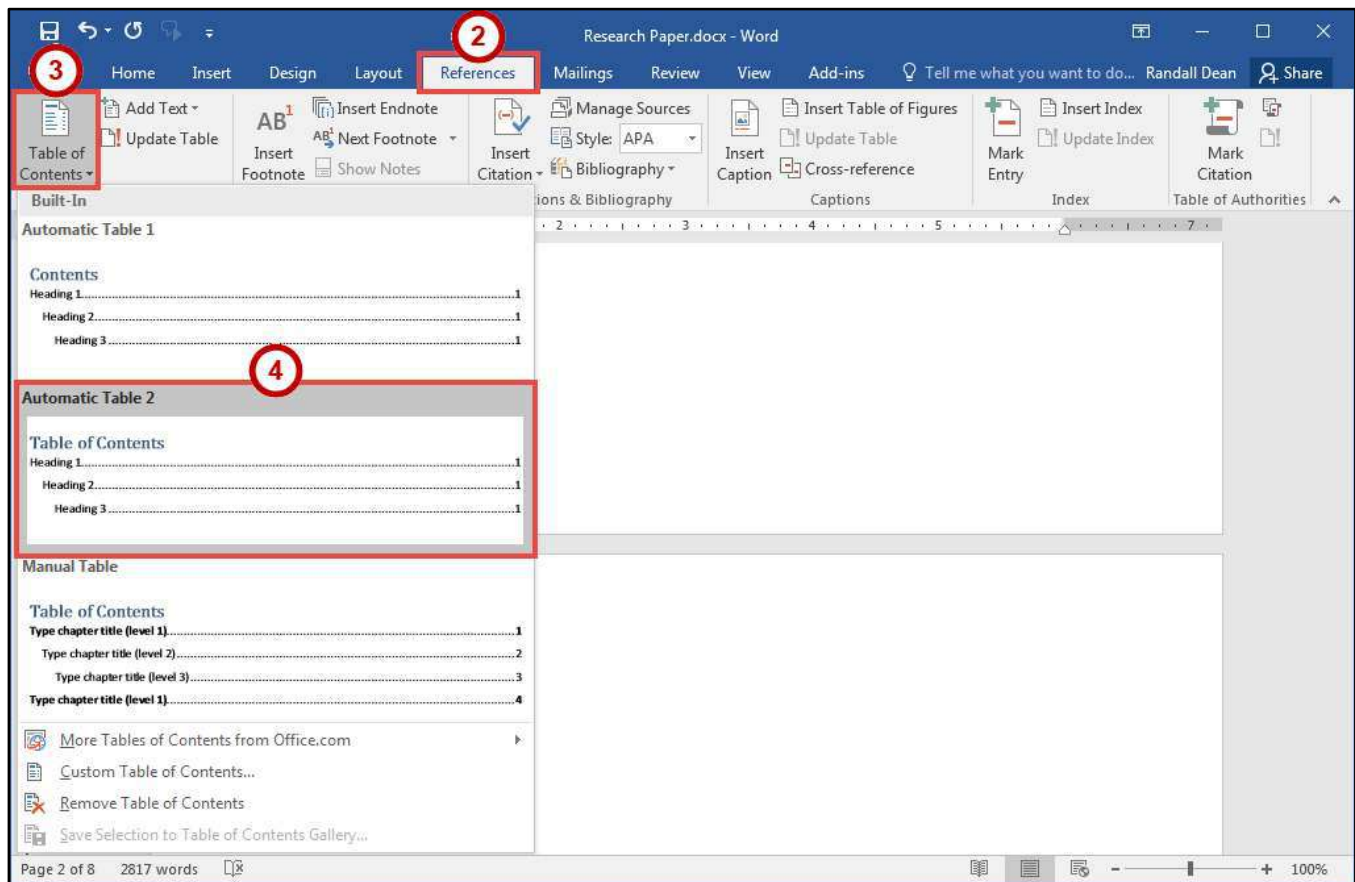 2
Research Paper.docx - Word
3
Home Insert Design Layout References Mailings Review View Add-ins Tell me what you want to do... Randall Dean Share
Table of Contents
Add Text
Update Table
AB1
Insert Footnote
Insert Endnote
AB1 Next Footnote
Show Notes
Insert Citation
Manage Sources
Style: APA
Bibliography
Insert Caption
Insert Table of Figures
Update Table
Cross-reference
Mark Entry
Insert Index
Update Index
Mark Citation
ions & Bibliography Captions Index Table of Authorities
2 3 4 5 7
Built-In
Automatic Table 1
Contents
Heading 1 1
Heading 2 1
Heading 3 1
4
Automatic Table 2
Table of Contents
Heading 1 1
Heading 2 1
Heading 3 1
Manual Table
Table of Contents
Type chapter title (level 1) 1
Type chapter title (level 2) 2
Type chapter title (level 3) 3
Type chapter title (level 1) 4
More Tables of Contents from Office.com
Custom Table of Contents...
Remove Table of Contents
Save Selection to Table of Contents Gallery...
Page 2 of 8 2817 words 100%